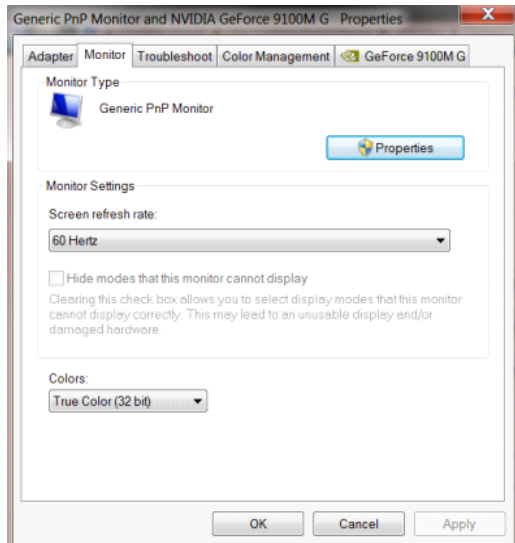 Generic PnP Monitor and NVIDIA GeForce 9100M G Properties
X
Adapter Monitor Troubleshoot Color Management GeForce 9100M G
Monitor Type
Generic PnP Monitor
Properties
Monitor Settings
Screen refresh rate:
60 Hertz
Hide modes that this monitor cannot display
Clearing this check box allows you to select display modes that this monitor
cannot display correctly. This may lead to an unusable display and/or
damaged hardware.
Colors:
True Color (32 bit)
OK Cancel Apply